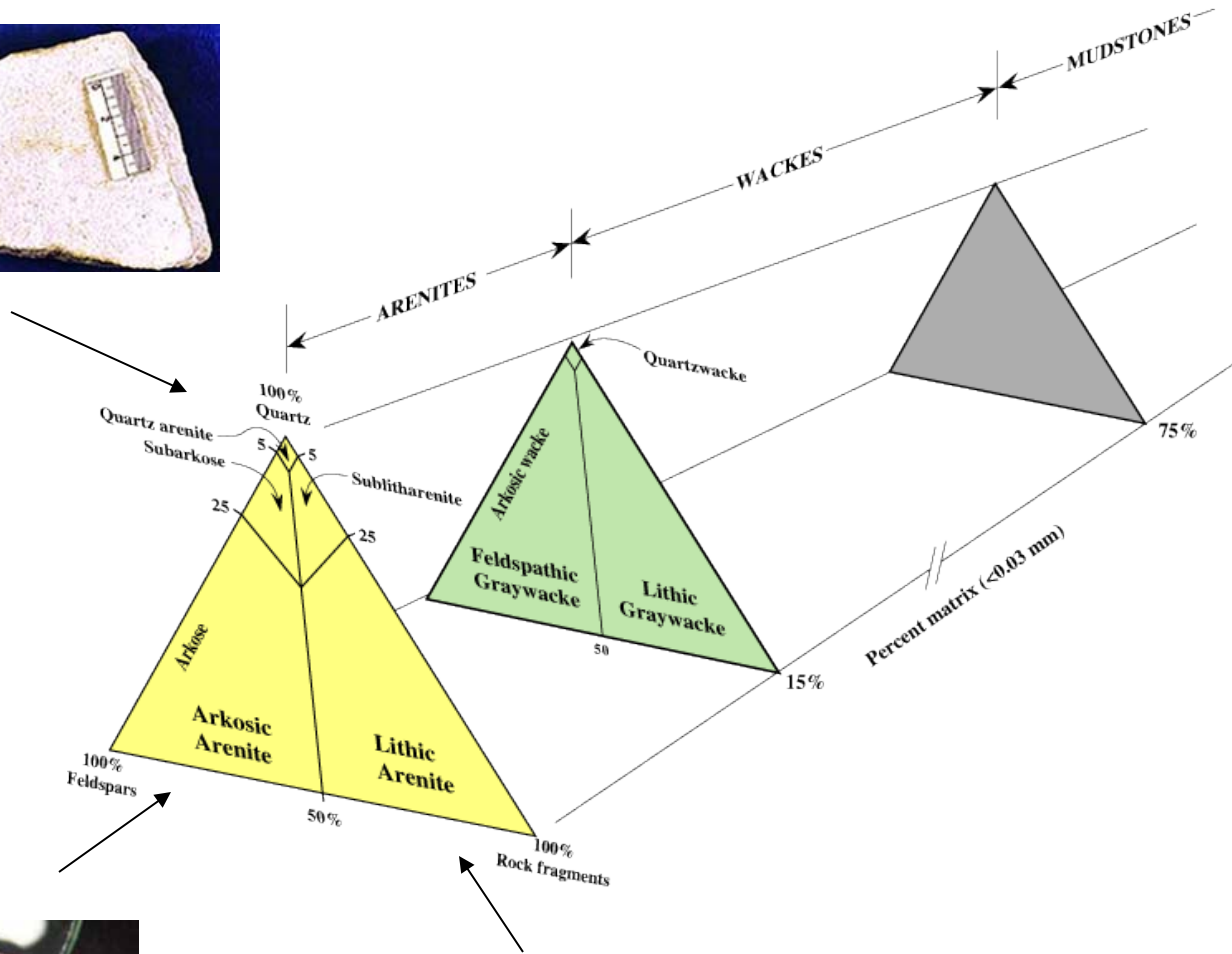 MUDSTONES
WACKES
ARENITES
100%
Quartz
Quartz arenite
Subarkose
5
5
Sublitharenite
25
25
Arkose
Arkosic
Arenite
Lithic
Arenite
100%
Feldspars
50%
100%
Rock fragments
Quartzwacke
Arkosic wacke
Feldspathic
Graywacke
Lithic
Graywacke
50
15%
75%
Percent matrix (<0.03 mm)